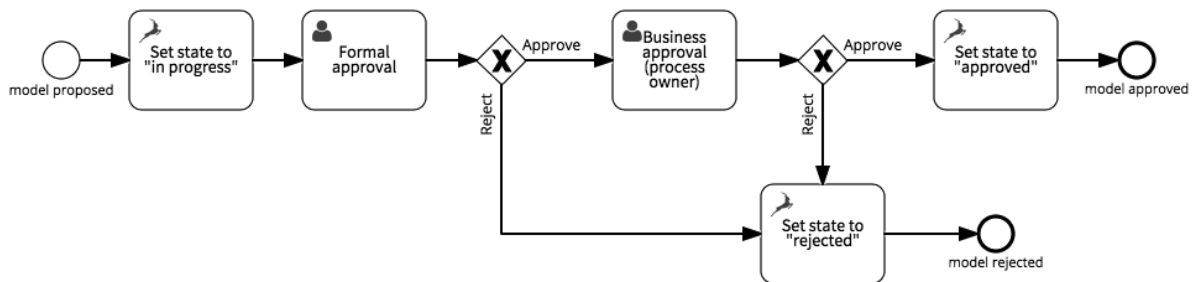 model proposed
Set state to
"in progress"
Formal
approval
Approve
Reject
Business
approval
(process
owner)
Approve
Reject
Set state to
"approved"
model approved
Set state to
"rejected"
model rejected